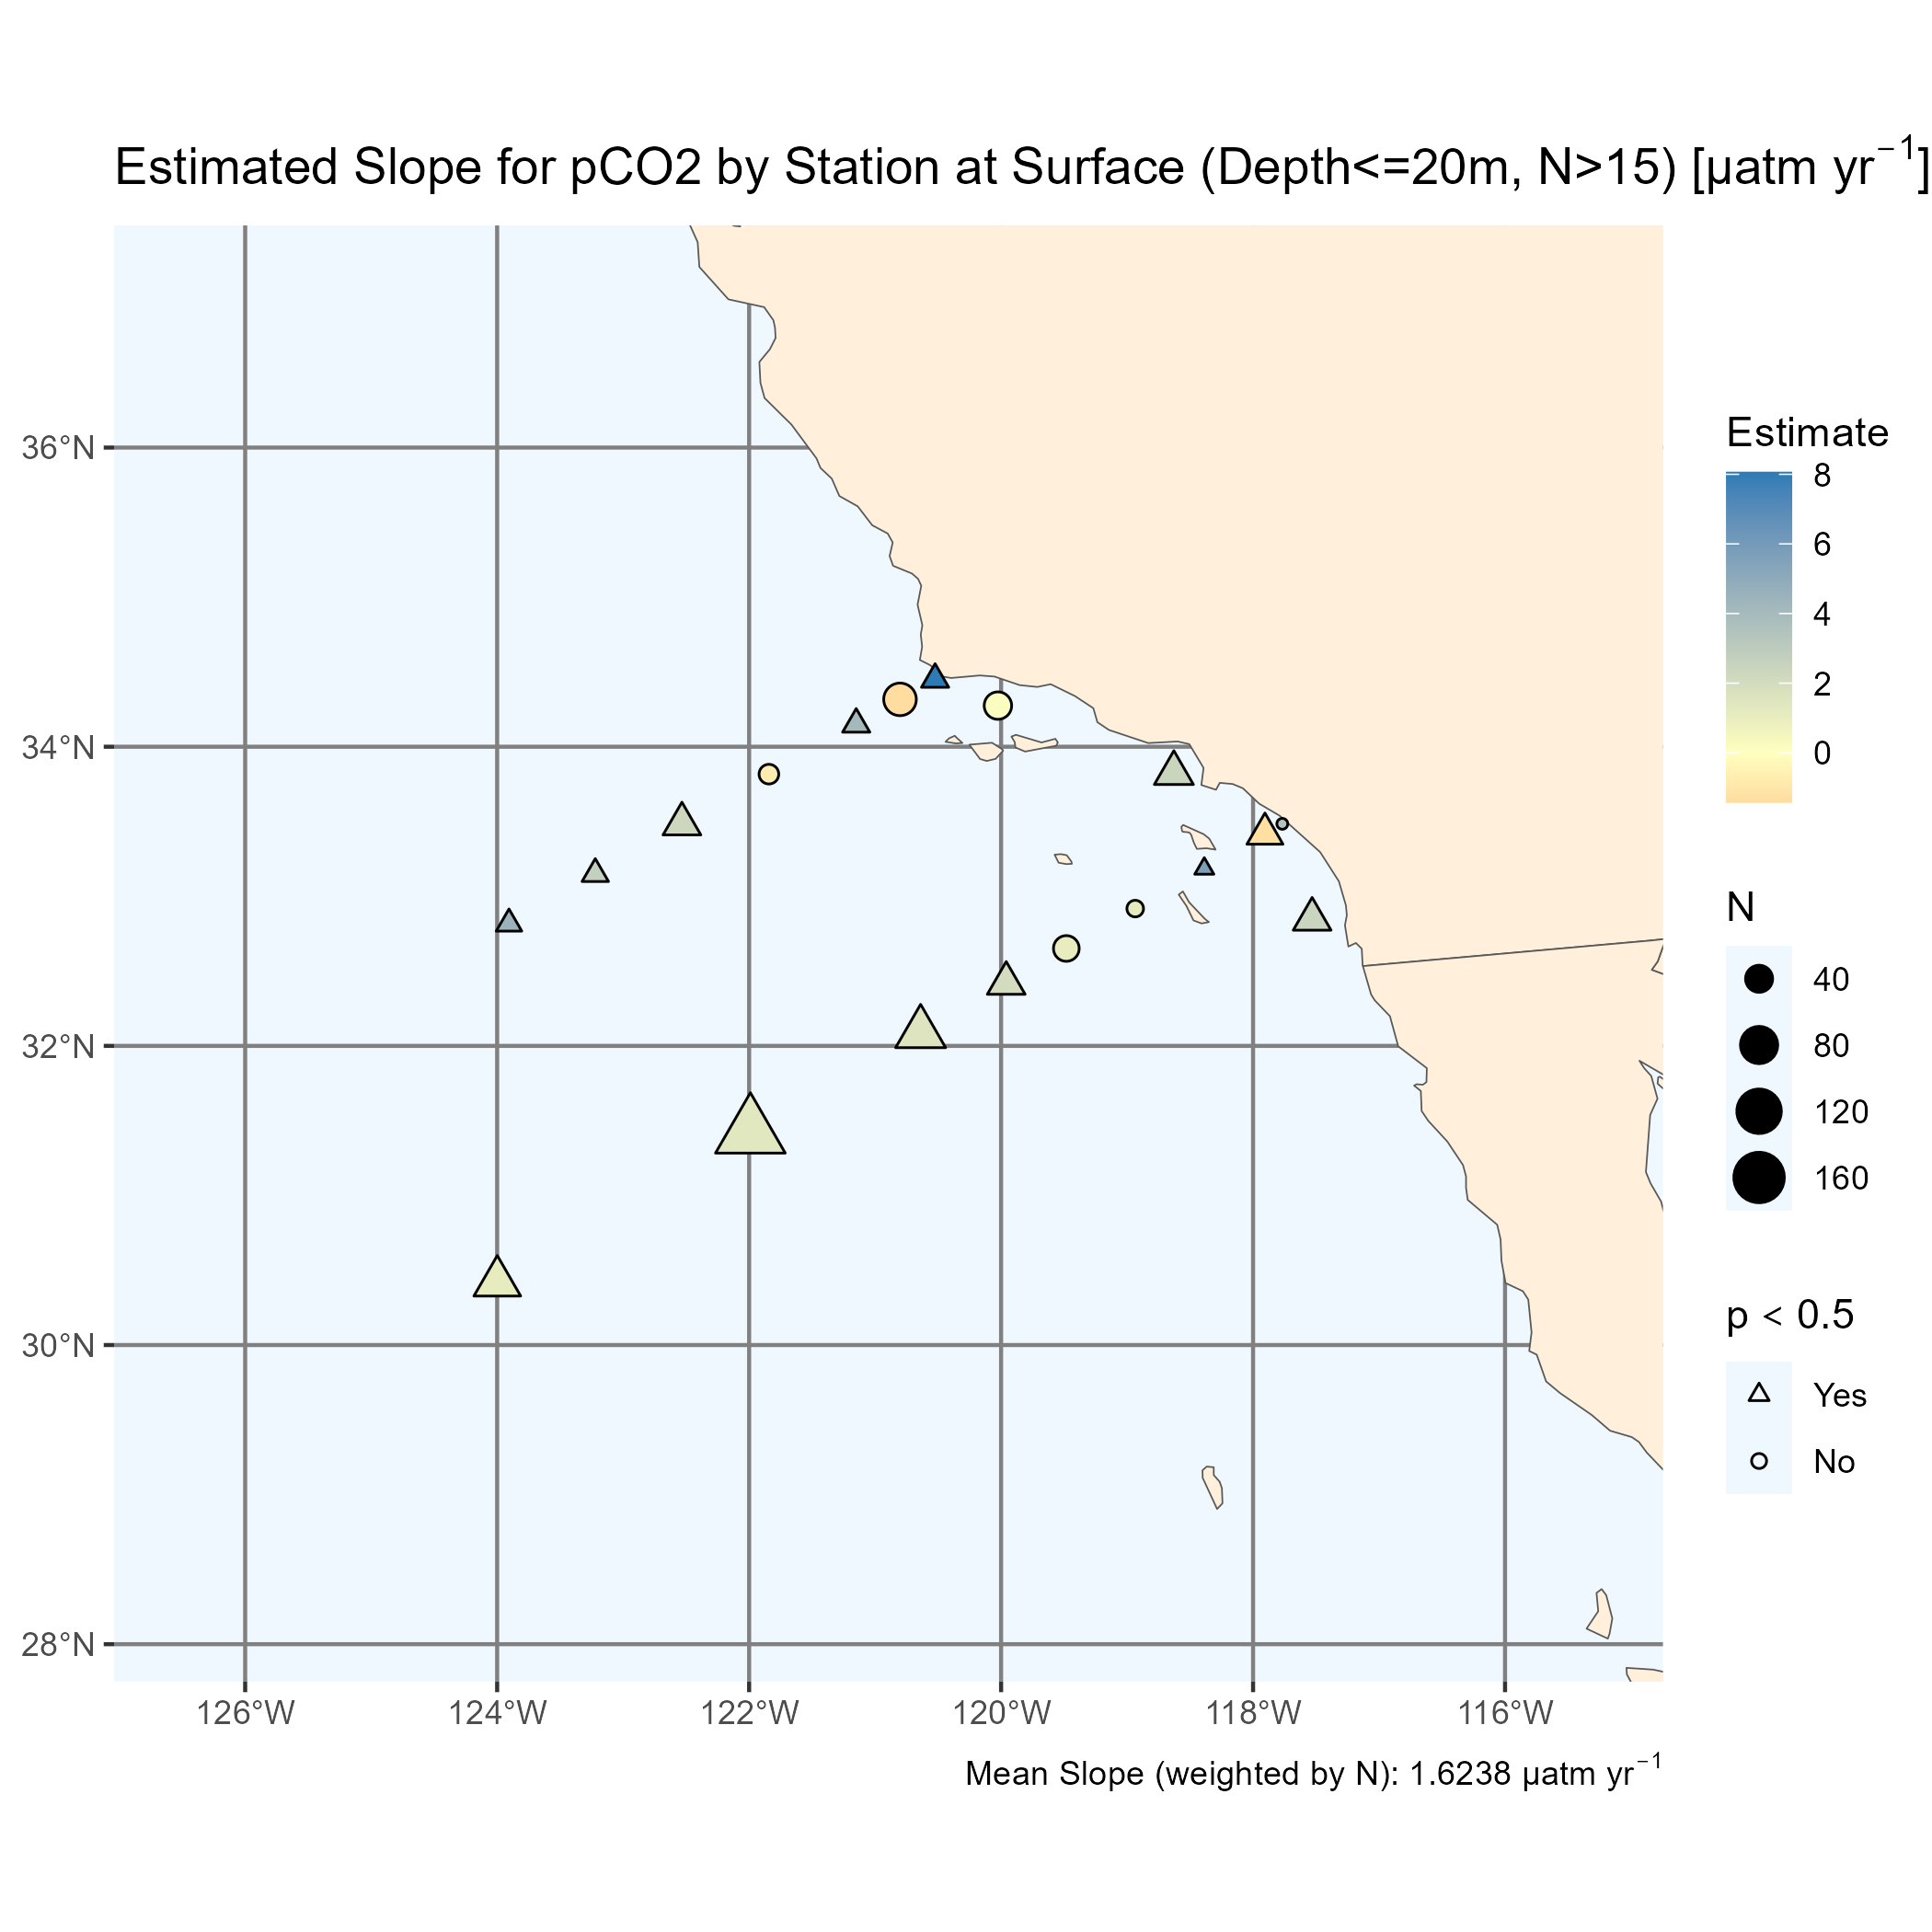 Estimated Slope for pCO2 by Station at Surface (Depth<=20m, N>15) [µatm yr⁻¹]
36°N
34°N
32°N
30°N
28°N
126°W
124°W
122°W
120°W
118°W
116°W
Mean Slope (weighted by N): 1.6238 µatm yr⁻¹
Estimate
8
6
4
2
0
N
40
80
120
160
p < 0.5
Yes
No